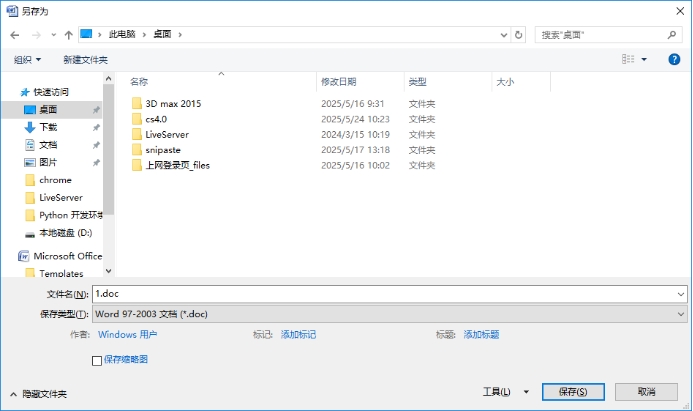 另存为
此电脑 > 桌面 >
搜索"桌面"
组织 新建文件夹
名称 修改日期 类型 大小
快速访问
桌面
下载
文档
图片
chrome
LiveServer
Python 开发环境
本地磁盘 (D:)
Microsoft Office
Templates
3D max 2015 2025/5/16 9:31 文件夹
cs4.0 2025/5/24 10:23 文件夹
LiveServer 2024/3/15 10:19 文件夹
snipaste 2025/5/17 13:18 文件夹
上网登录页_files 2025/5/16 10:02 文件夹
文件名(N): 1.doc
保存类型(T): Word 97-2003 文档 (*.doc)
作者: Windows 用户 标记: 添加标记 标题: 添加标题
保存缩略图
隐藏文件夹 工具(L) 保存(S) 取消